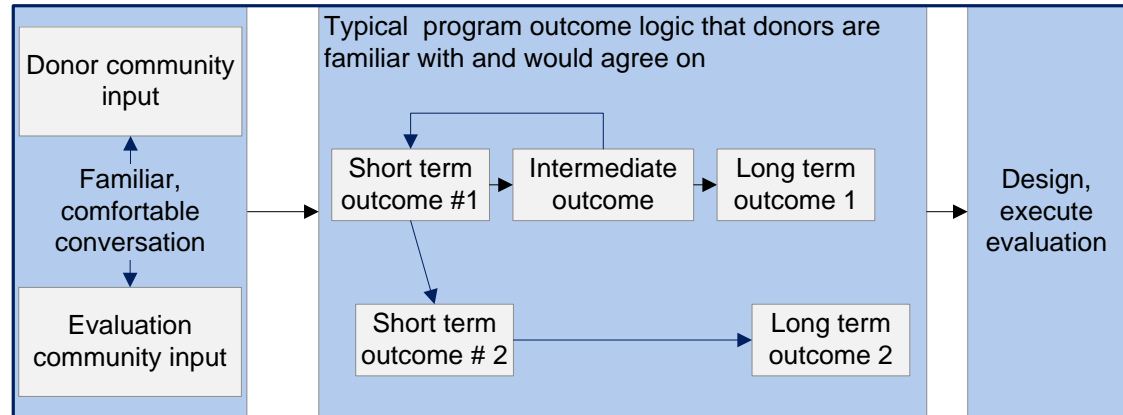 Donor community
input
Familiar,
comfortable
conversation
Evaluation
community input
Typical  program outcome logic that donors are
familiar with and would agree on
Short term
outcome #1
Intermediate
outcome
Long term
outcome 1
Short term
outcome # 2
Long term
outcome 2
Design,
execute
evaluation